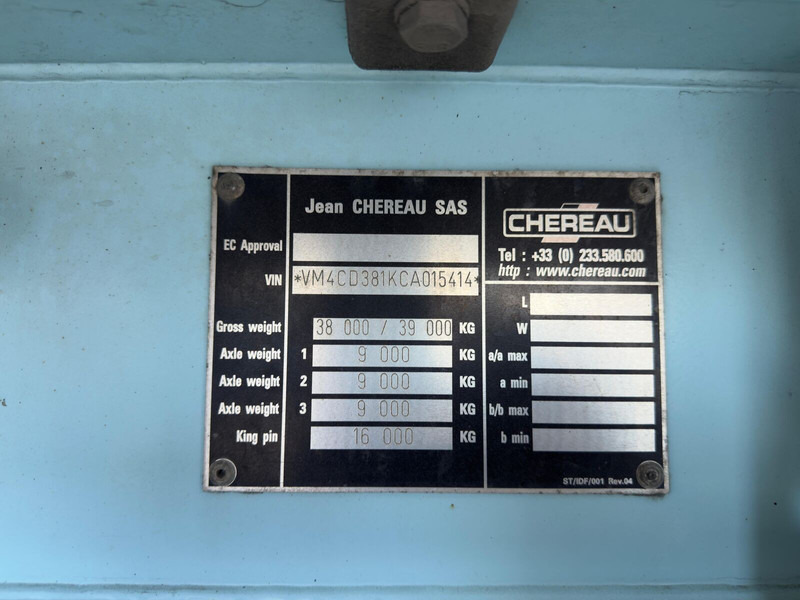 Jean CHEREAU SAS
EC Approval
VIN *VM4CD381KCA015414*
Gross weight 38 000 / 39 000 KG
Axle weight 1 9 000 KG
Axle weight 2 9 000 KG
Axle weight 3 9 000 KG
King pin 16 000 KG
CHEREAU
Tel : +33 (0) 233.580.600
http : www.chereau.com
L
W
a/a max
a min
b/b max
b min
ST/IDF/001 Rev.04